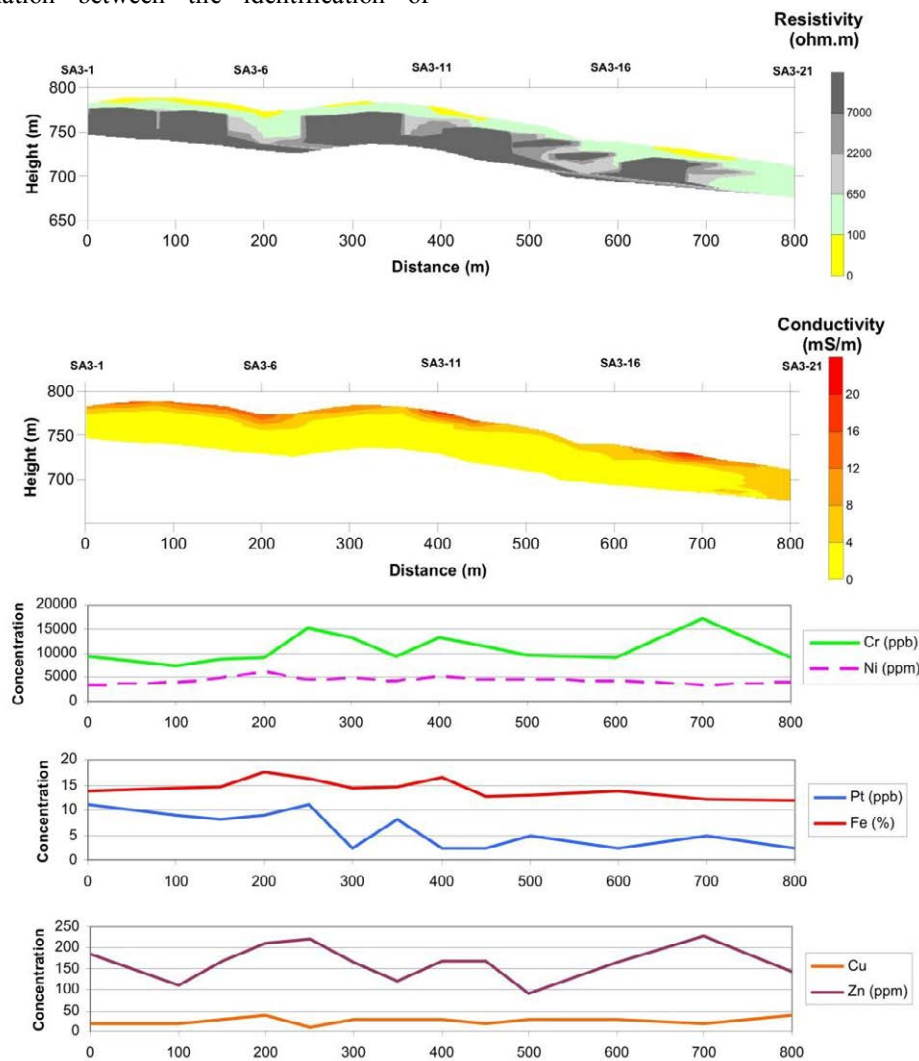 between the identification of
Resistivity
(ohm.m)
SA3-1 SA3-6 SA3-11 SA3-16 SA3-21
800
750
700
650
Height (m)
7000
2200
650
100
0
0 100 200 300 400 500 600 700 800
Distance (m)
Conductivity
(mS/m)
SA3-1 SA3-6 SA3-11 SA3-16 SA3-21
800
750
700
Height (m)
20
16
12
8
4
0
0 100 200 300 400 500 600 700 800
Distance (m)
Concentration
20000
15000
10000
5000
0
Cr (ppb)
Ni (ppm)
0 100 200 300 400 500 600 700 800
Concentration
20
15
10
5
0
Pt (ppb)
Fe (%)
0 100 200 300 400 500 600 700 800
Concentration
250
200
150
100
50
0
Cu
Zn (ppm)
0 100 200 300 400 500 600 700 800